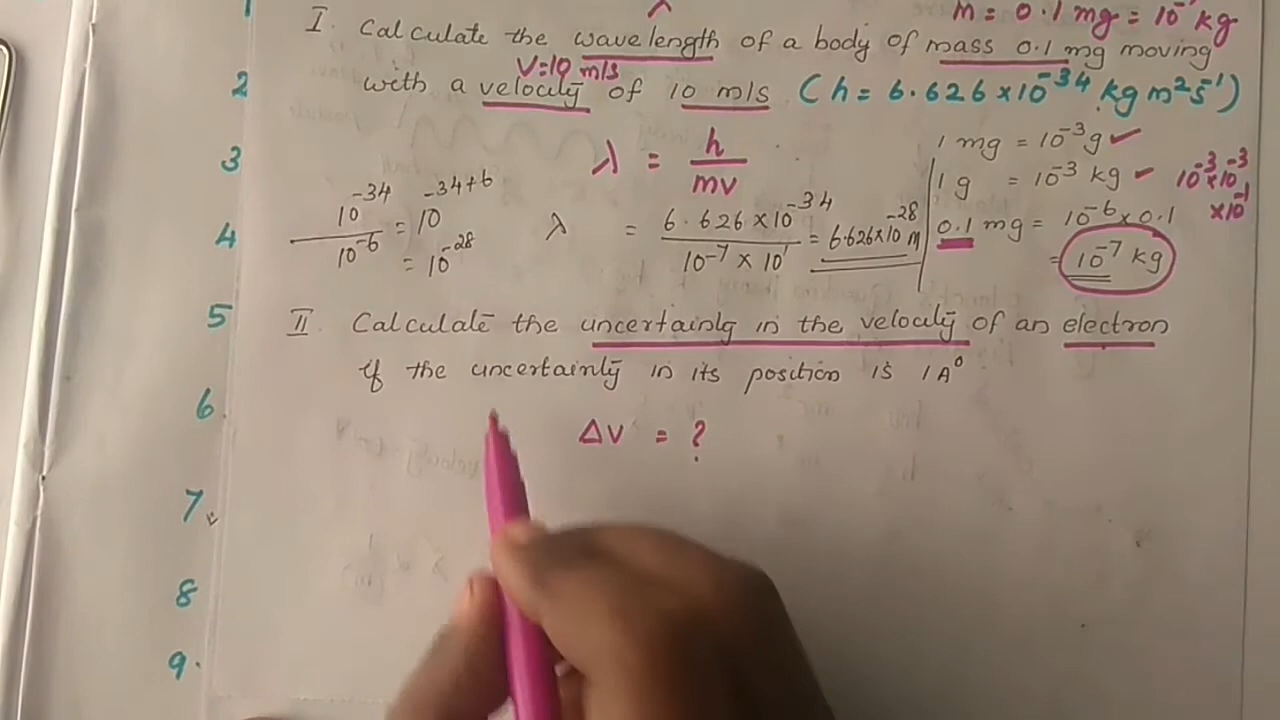 1
λ
m = 0.1 mg = 10⁻⁷ kg
I. Calculate the wavelength of a body of mass 0.1 mg moving
V=10 m/s
2
with a velocity of 10 m/s (h = 6.626 × 10⁻³⁴ kg m² s⁻¹)
3
λ = h/mv
1 mg = 10⁻³ g ✓
1 g = 10⁻³ kg ✓
10⁻³ × 10⁻³
× 10⁻¹
4
10⁻³⁴/10⁻⁶ = 10⁻³⁴⁺⁶
= 10⁻²⁸
λ = 6.626 × 10⁻³⁴/10⁻⁷ × 10¹ = 6.626 × 10⁻²⁸ m
0.1 mg = 10⁻⁶ × 0.1
= 10⁻⁷ kg
5
II. Calculate the uncertainty in the velocity of an electron
if the uncertainty in its position is 1A⁰
6.
Δv = ?
7
8
9.